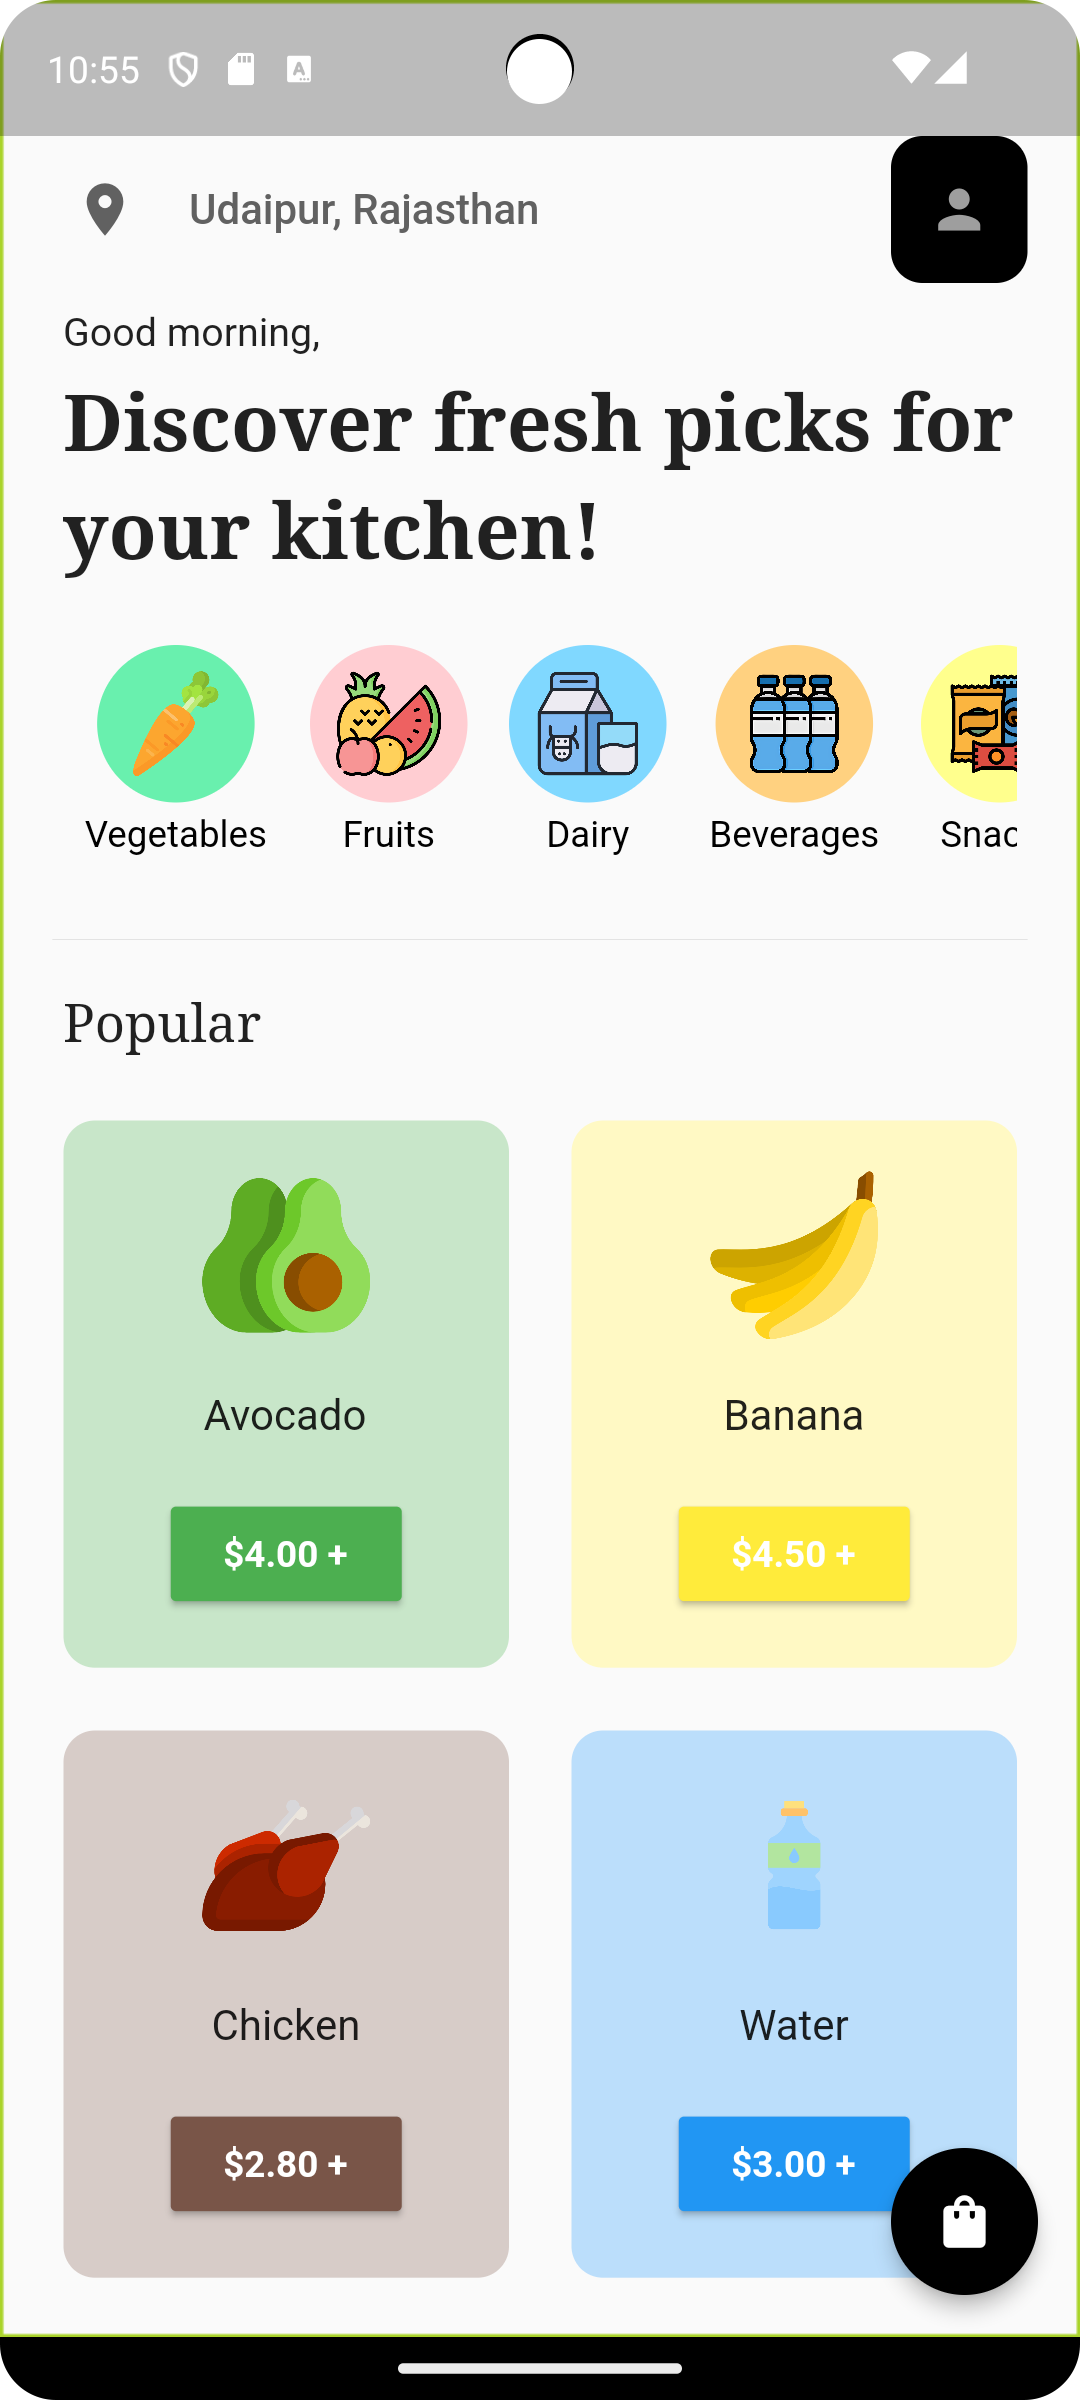 10:55
Udaipur, Rajasthan
Good morning,
Discover fresh picks for
your kitchen!
Vegetables Fruits Dairy Beverages Snac
Popular
Avocado Banana
$4.00 + $4.50 +
Chicken Water
$2.80 + $3.00 +